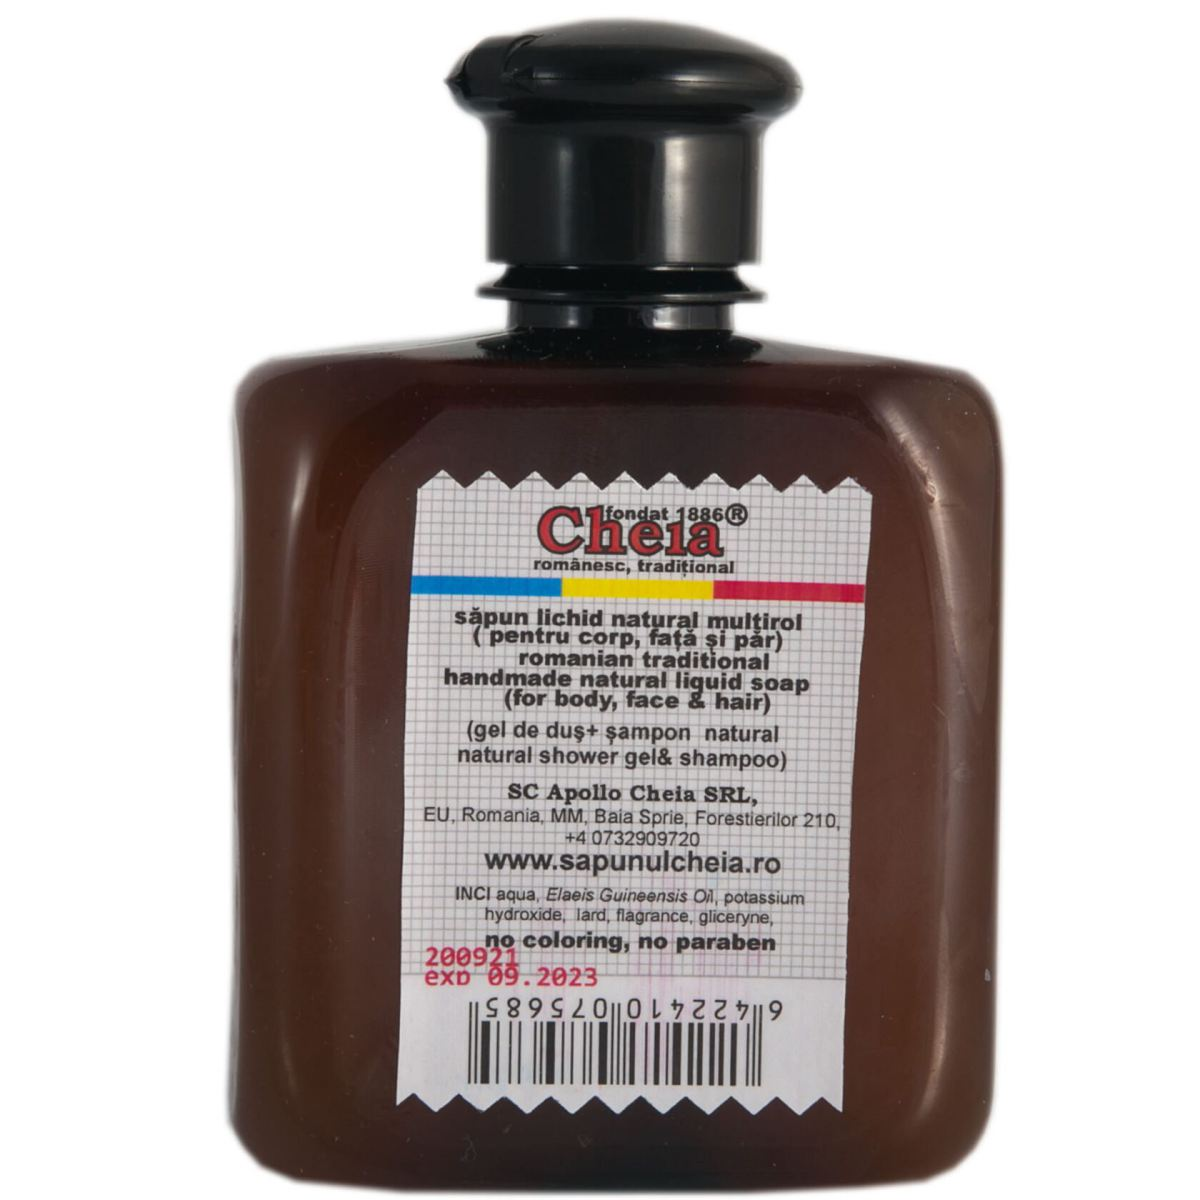 fondat 1886®
Cheia
românesc, tradițional
săpun lichid natural multirol
( pentru corp, față și păr)
romanian traditional
handmade natural liquid soap
(for body, face & hair)
(gel de duş+ șampon natural
natural shower gel& shampoo)
SC Apollo Cheia SRL,
EU, Romania, MM, Baia Sprie, Forestierilor 210,
+4 0732909720
www.sapunulcheia.ro
INCI aqua, Elaeis Guineensis Oil, potassium
hydroxide, lard, flagrance, gliceryne,
no coloring, no paraben
200921
exp 09.2023
6 422410 075685